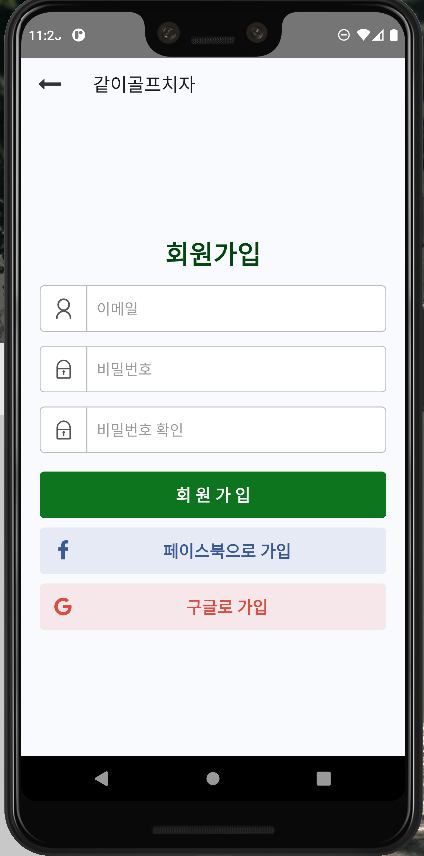 같이골프치자
회원가입
이메일
비밀번호
비밀번호 확인
회 원 가 입
페이스북으로 가입
구글로 가입